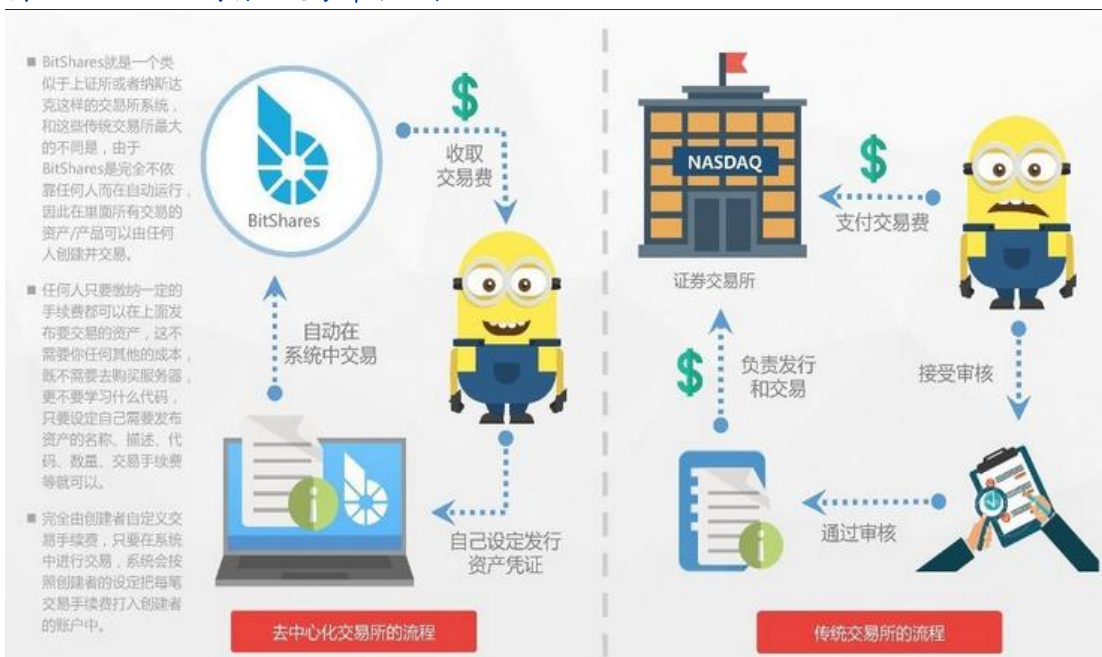 ■ BitShares就是一个类
似于上证所或者纳斯达
克这样的交易所系统，
和这些传统交易所最大
的不同是，由于
BitShares是完全不依
靠任何人而在自动运行，
因此在里面所有交易的
资产/产品可以由任何
人创建并交易。
■ 任何人只要缴纳一定的
手续费都可以在上面发
布要交易的资产，这不
需要你任何其他的成本，
既不需要去购买服务器，
更不要学习什么代码，
只要设定自己需要发布
资产的名称、描述、代
码、数量、交易手续费
等就可以。
■ 完全由创建者自定义交
易手续费，只要在系统
中进行交易，系统会按
照创建者的设定把每笔
交易手续费打入创建者
的账户中。
BitShares
$
收取
交易费
自动在
系统中交易
自己设定发行
资产凭证
i
去中心化交易所的流程
NASDAQ
证券交易所
$
支付交易费
接受审核
$
负责发行
和交易
通过审核
i
传统交易所的流程